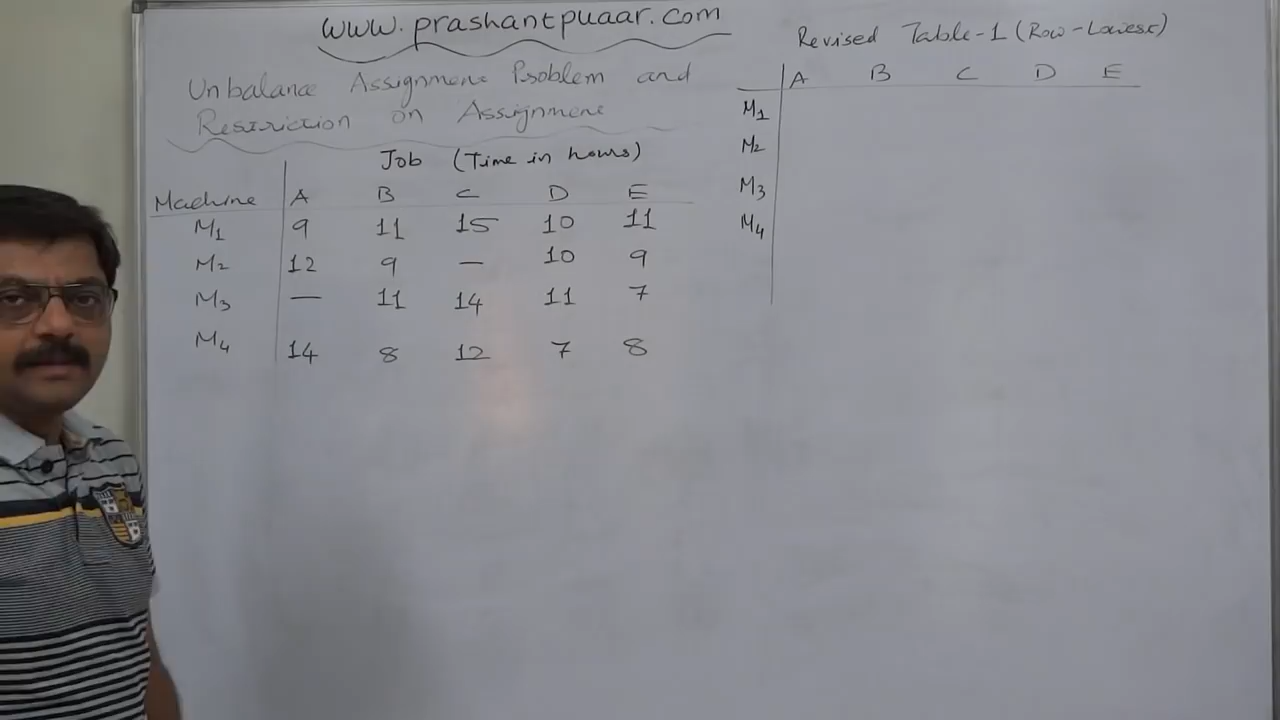 www.prashantpuaar.com
Unbalance Assignment Problem and
Restriction on Assignment
Job (Time in hours)
Machine A B C D E
M1 9 11 15 10 11
M2 12 9 — 10 9
M3 — 11 14 11 7
M4 14 8 12 7 8
Revised Table-1 (Row-Lowest)
A B C D E
M1
M2
M3
M4